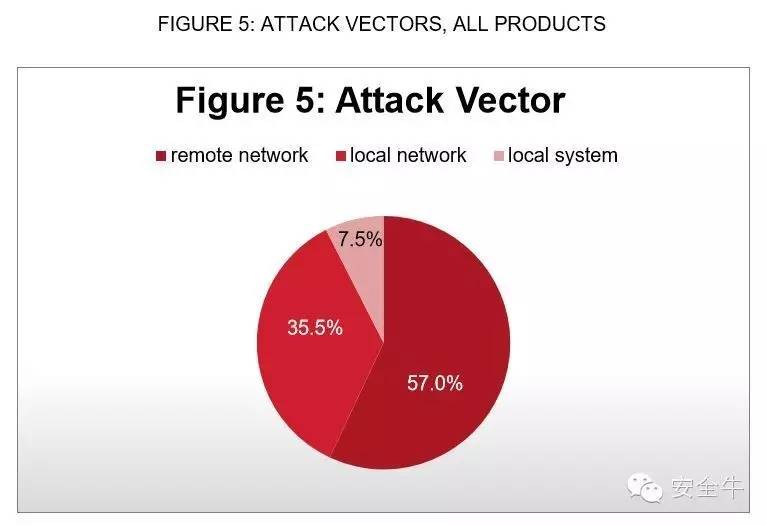 FIGURE 5: ATTACK VECTORS, ALL PRODUCTS
Figure 5: Attack Vector
remote network local network local system
7.5%
35.5%
57.0%
安全牛